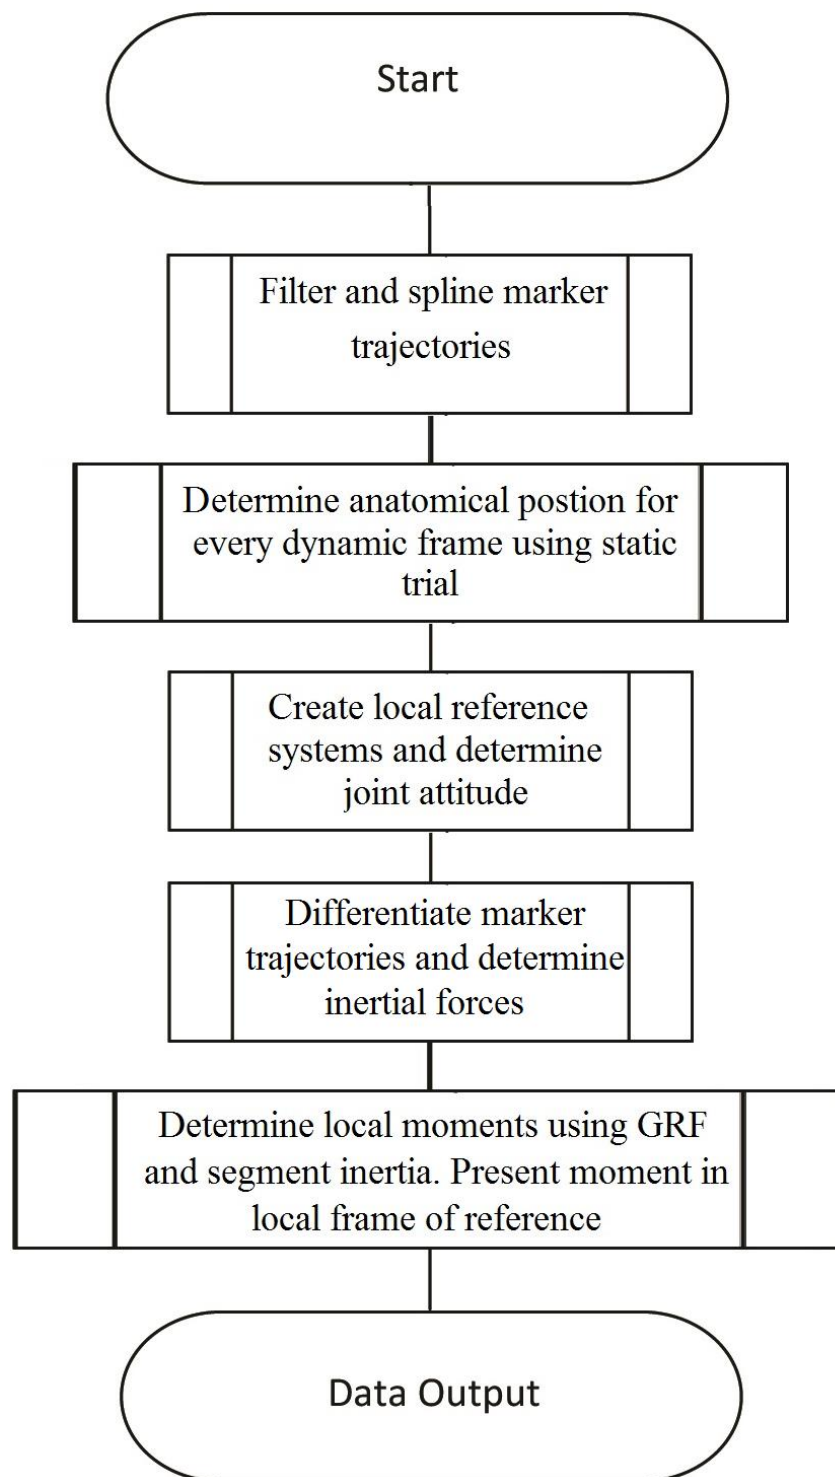 Start
Filter and spline marker
trajectories
Determine anatomical postion for
every dynamic frame using static
trial
Create local reference
systems and determine
joint attitude
Differentiate marker
trajectories and determine
inertial forces
Determine local moments using GRF
and segment inertia. Present moment in
local frame of reference
Data Output